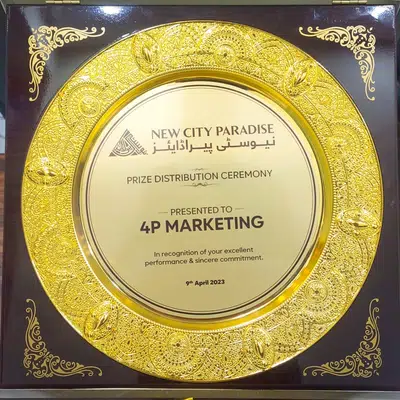 NEW CITY PARADISE
نیوسٹی پیراڈائیز
PRIZE DISTRIBUTION CEREMONY
PRESENTED TO
4P MARKETING
In recognition of your excellent
performance & sincere commitment.
9th April 2023